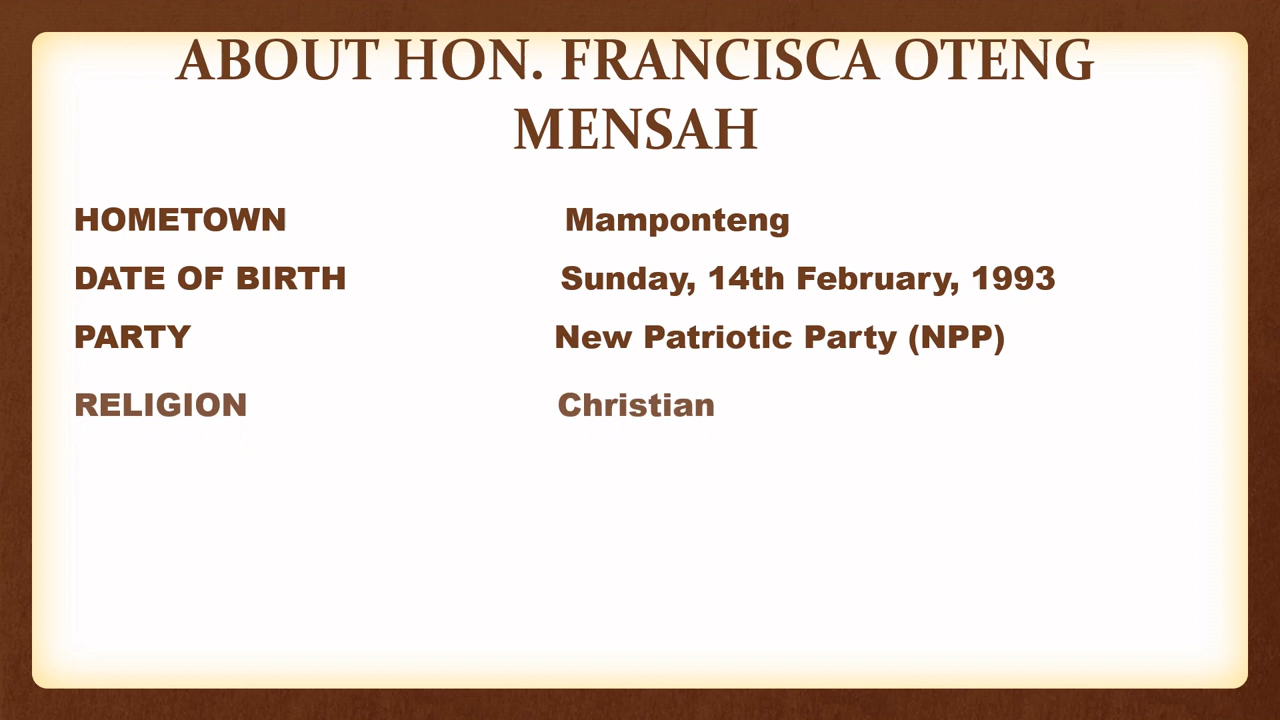 ABOUT HON. FRANCISCA OTENG
MENSAH
HOMETOWN Mamponteng
DATE OF BIRTH Sunday, 14th February, 1993
PARTY New Patriotic Party (NPP)
RELIGION Christian